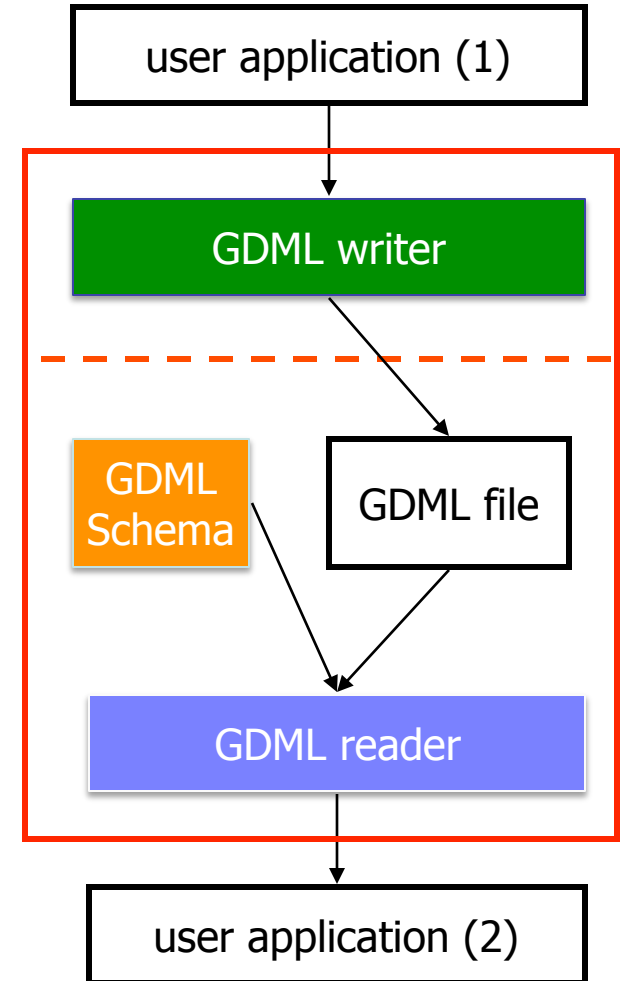 user application (1)
GDML writer
GDML
Schema
GDML file
GDML reader
user application (2)